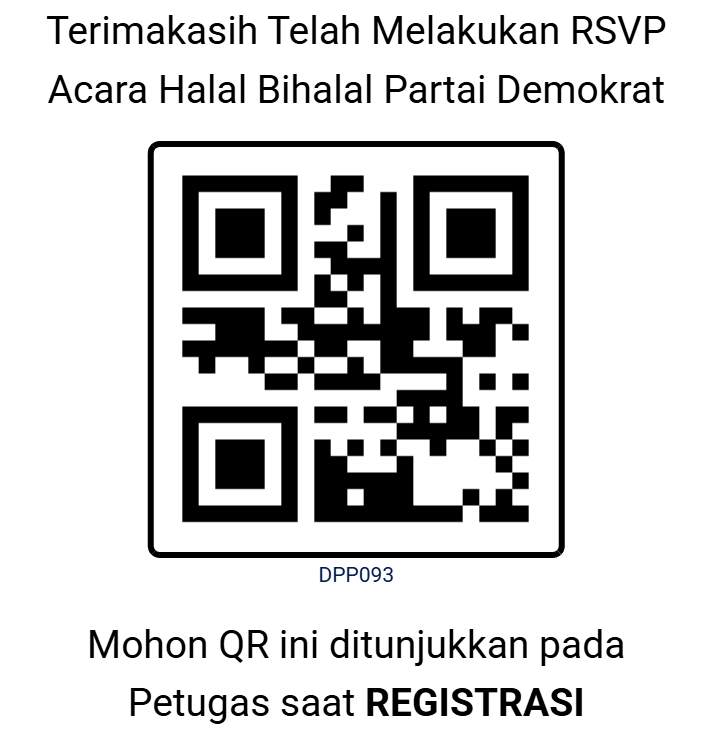 Terimakasih Telah Melakukan RSVP
Acara Halal Bihalal Partai Demokrat
DPP093
Mohon QR ini ditunjukkan pada
Petugas saat REGISTRASI